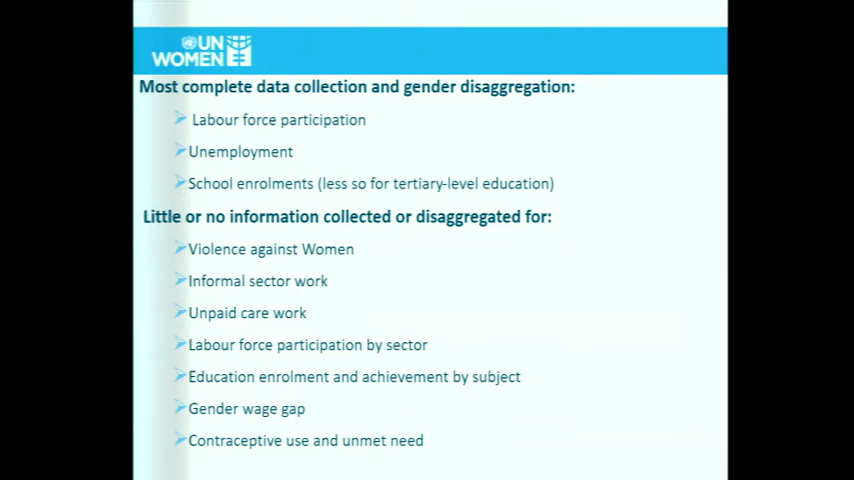 UN
WOMEN
Most complete data collection and gender disaggregation:
Labour force participation
Unemployment
School enrolments (less so for tertiary-level education)
Little or no information collected or disaggregated for:
Violence against Women
Informal sector work
Unpaid care work
Labour force participation by sector
Education enrolment and achievement by subject
Gender wage gap
Contraceptive use and unmet need